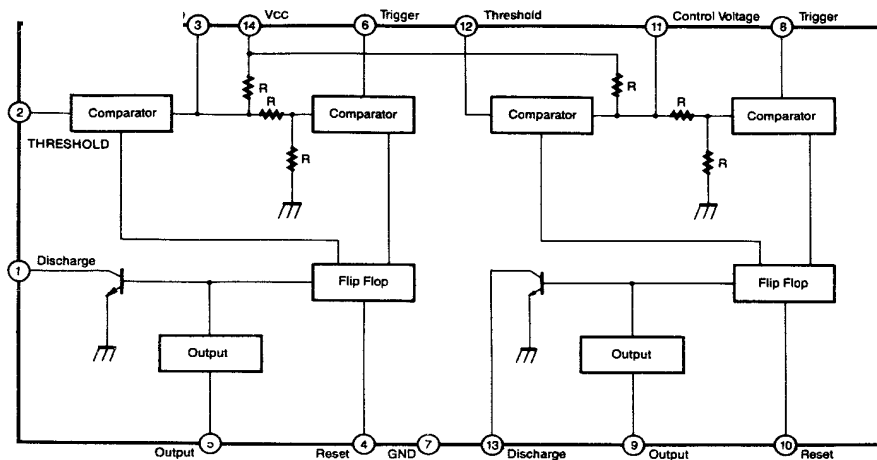 3 14 Vcc 6 Trigger 12 Threshold 11 Control Voltage 8 Trigger
R R
R R
2 Comparator Comparator Comparator Comparator
THRESHOLD
R R
1 Discharge
Flip Flop Flip Flop
Output Output
Output 5 Reset 4 GND 7 13 Discharge 9 Output 10 Reset